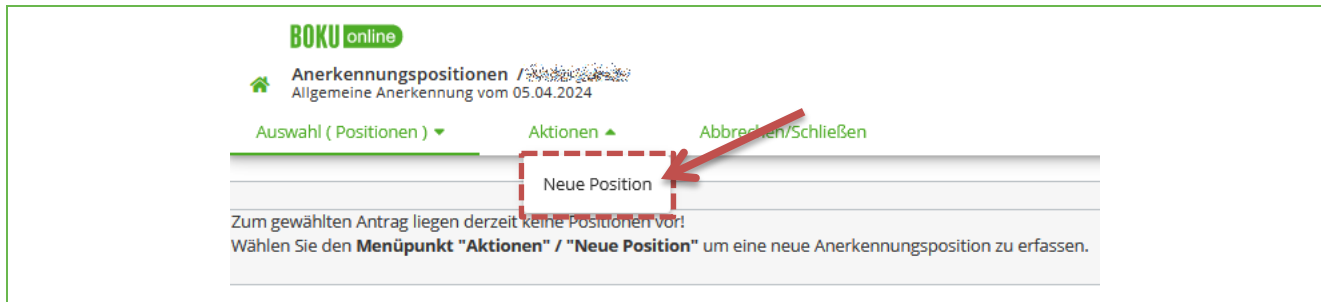 BOKU online
Anerkennungspositionen /
Allgemeine Anerkennung vom 05.04.2024
Auswahl ( Positionen ) Aktionen Abbrechen/Schließen
Neue Position
Zum gewählten Antrag liegen derzeit keine Positionen vor!
Wählen Sie den Menüpunkt "Aktionen" / "Neue Position" um eine neue Anerkennungsposition zu erfassen.